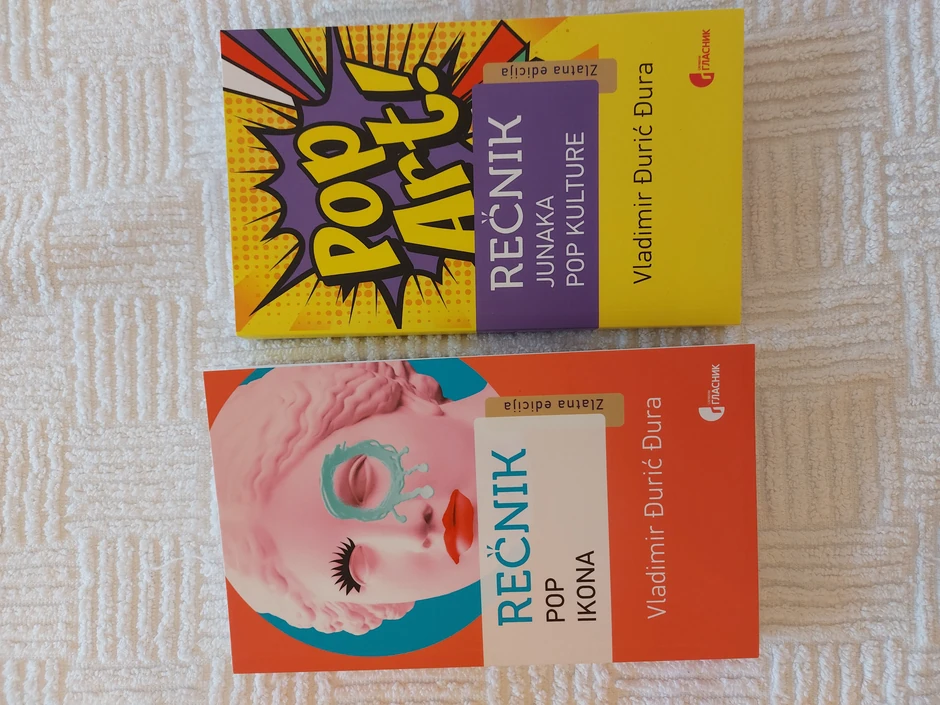 Pop
Art!
Zlatna edicija
REČNIK
JUNAKA
POP KULTURE
Vladimir Đurić Đura
ГЛАСНИК
Zlatna edicija
REČNIK
POP
IKONA
Vladimir Đurić Đura
ГЛАСНИК